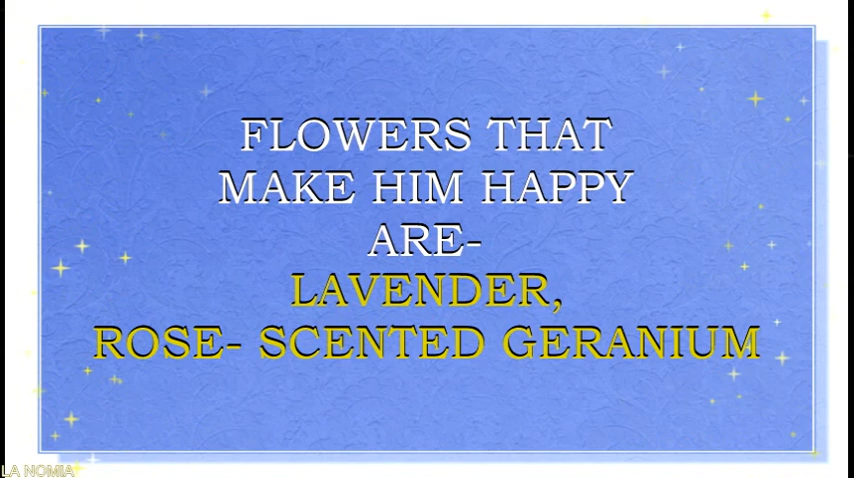 FLOWERS THAT
MAKE HIM HAPPY
ARE-
LAVENDER,
ROSE- SCENTED GERANIUM
LA NOMIA